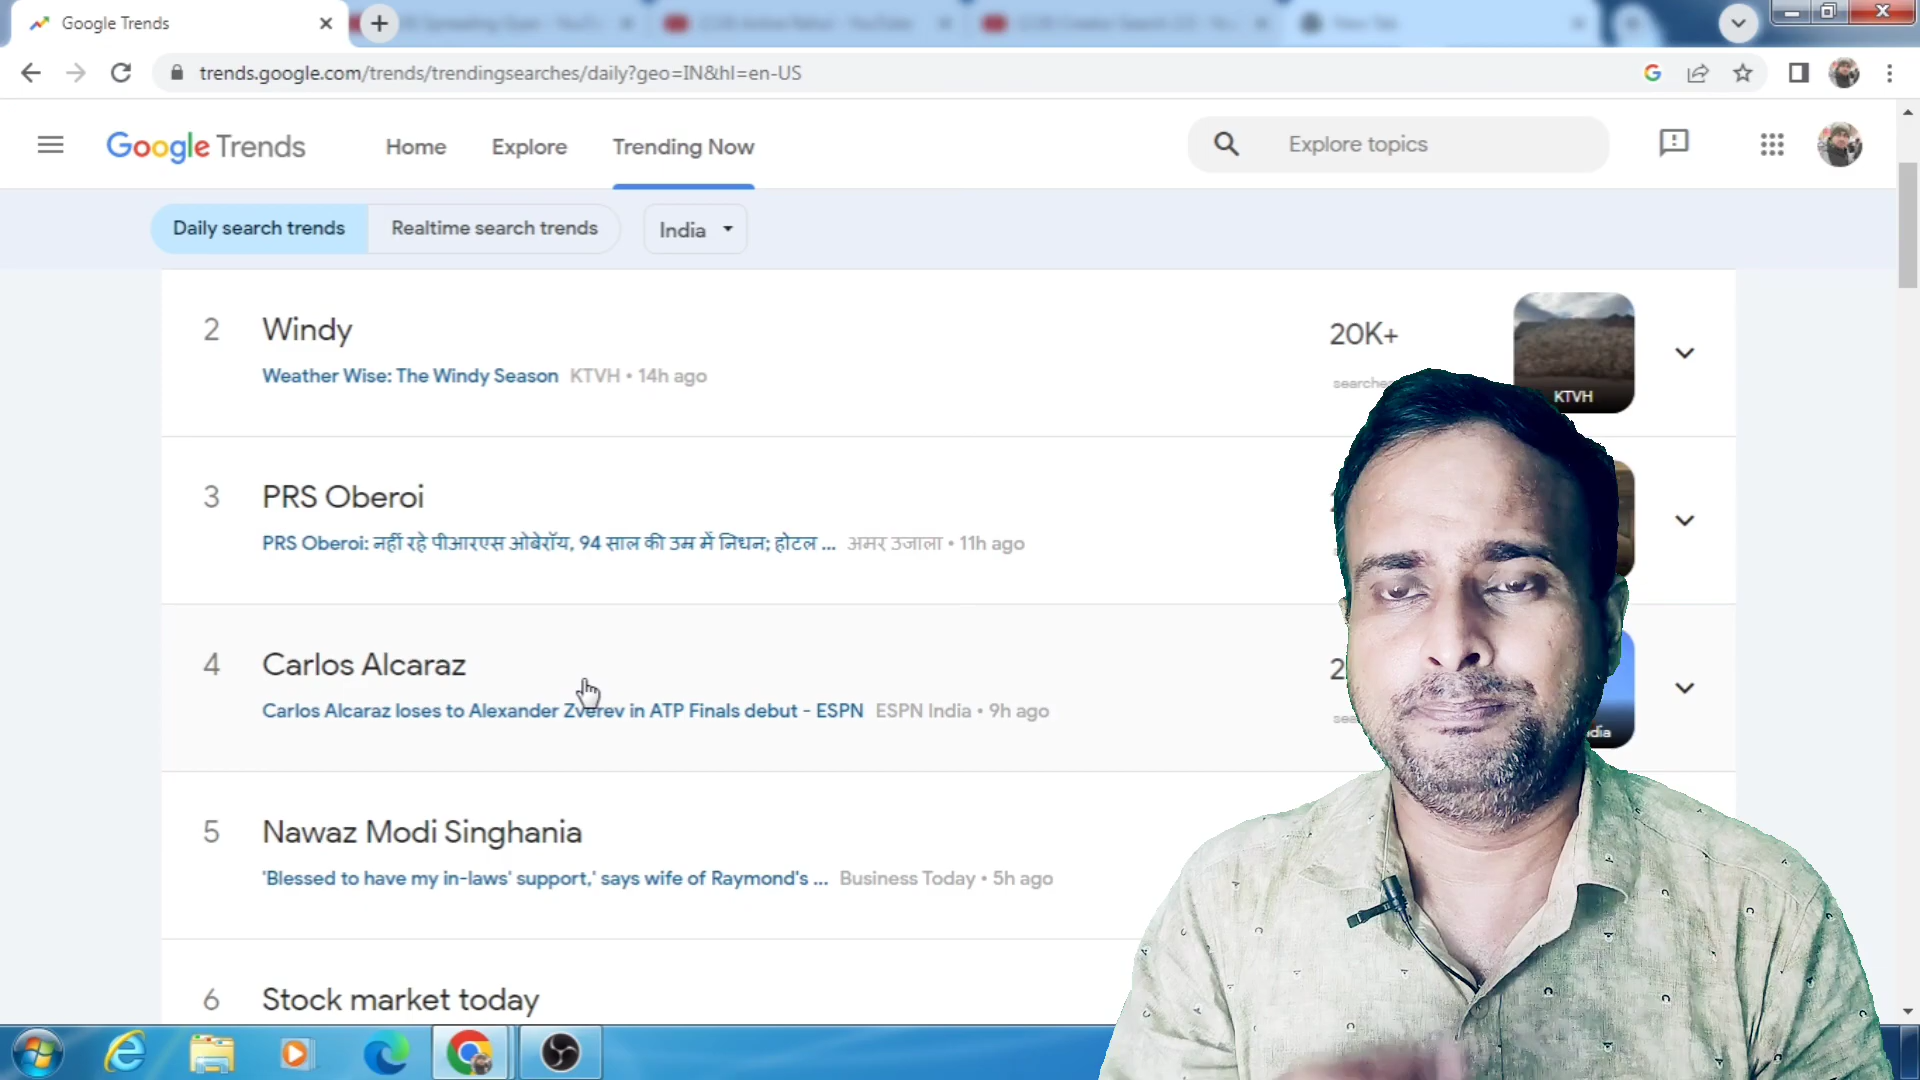 Google Trends
trends.google.com/trends/trendingsearches/daily?geo=IN&hl=en-US
Google Trends
Home Explore Trending Now
Explore topics
Daily search trends Realtime search trends India
2 Windy 20K+
searches
Weather Wise: The Windy Season KTVH • 14h ago
KTVH
3 PRS Oberoi
PRS Oberoi: नहीं रहे पीआरएस ओबेरॉय, 94 साल की उम्र में निधन; होटल ... अमर उजाला • 11h ago
4 Carlos Alcaraz
Carlos Alcaraz loses to Alexander Zverev in ATP Finals debut - ESPN ESPN India • 9h ago
5 Nawaz Modi Singhania
'Blessed to have my in-laws' support,' says wife of Raymond's ... Business Today • 5h ago
6 Stock market today